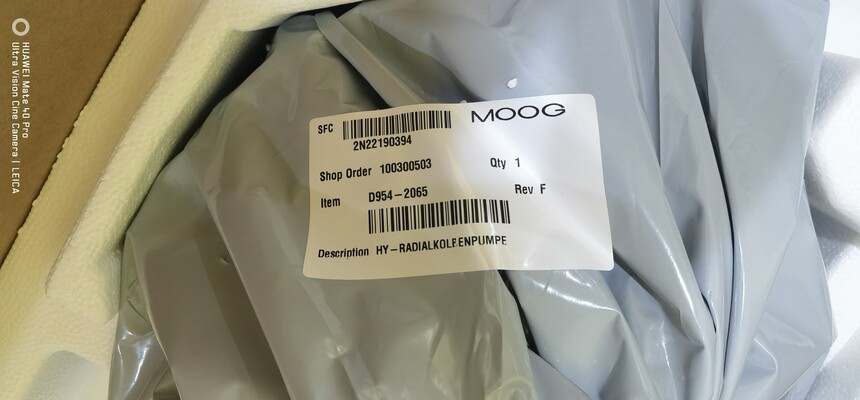 HUAWEI Mate 40 Pro
Ultra Vision Cine Camera | LEICA
MOOG
SFC
2N22190394
Shop Order 100300503 Qty 1
Item D954-2065 Rev F
Description HY-RADIALKOLBENPUMPE